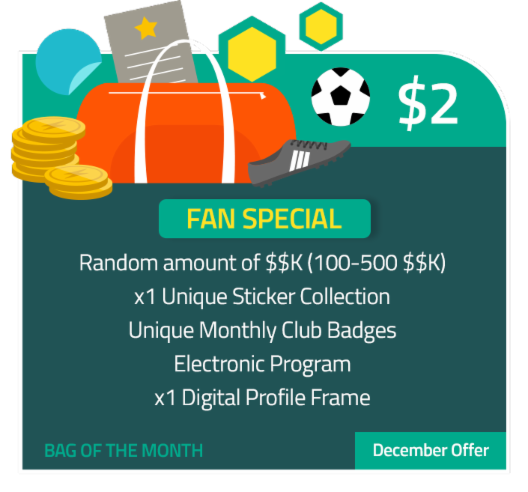 $2
FAN SPECIAL
Random amount of $$K (100-500 $$K)
x1 Unique Sticker Collection
Unique Monthly Club Badges
Electronic Program
x1 Digital Profile Frame
BAG OF THE MONTH
December Offer